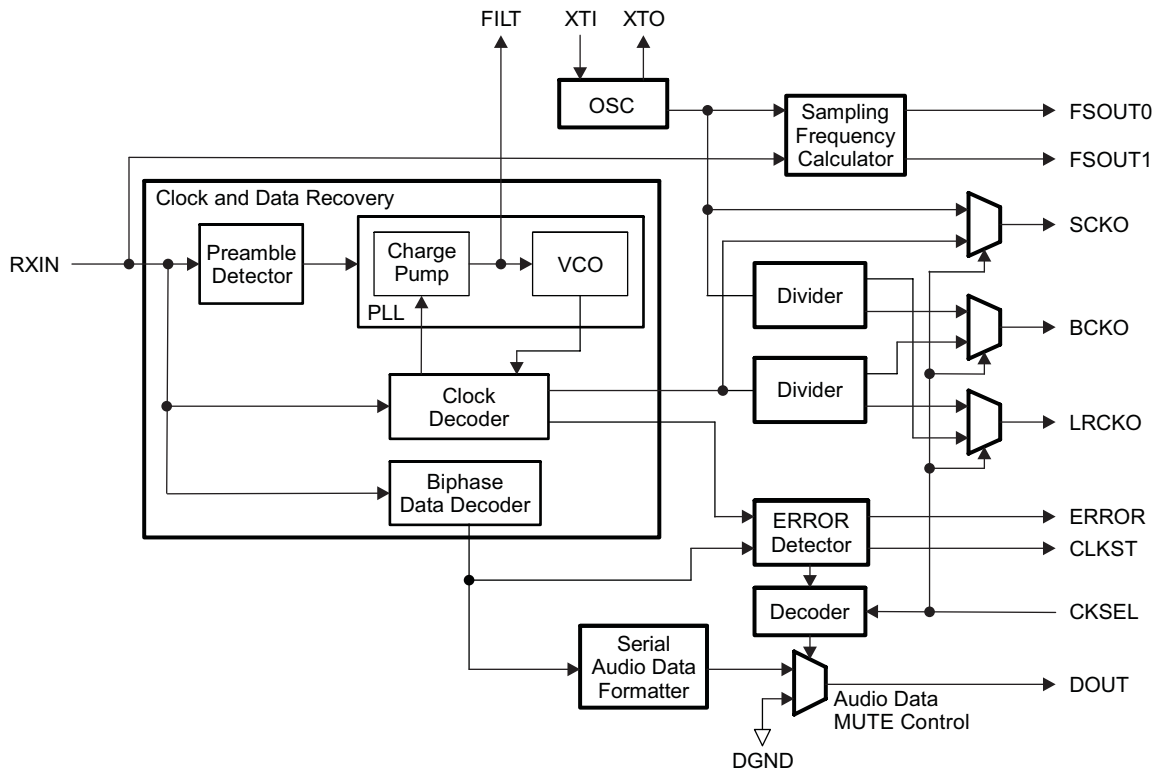 FILT
XTI
XTO
OSC
Sampling
Frequency
Calculator
FSOUT0
FSOUT1
Clock and Data Recovery
RXIN
Preamble
Detector
Charge
Pump
VCO
PLL
SCKO
Divider
BCKO
Divider
Clock
Decoder
LRCKO
Biphase
Data Decoder
ERROR
Detector
ERROR
CLKST
Decoder
CKSEL
Serial
Audio Data
Formatter
DOUT
Audio Data
MUTE Control
DGND